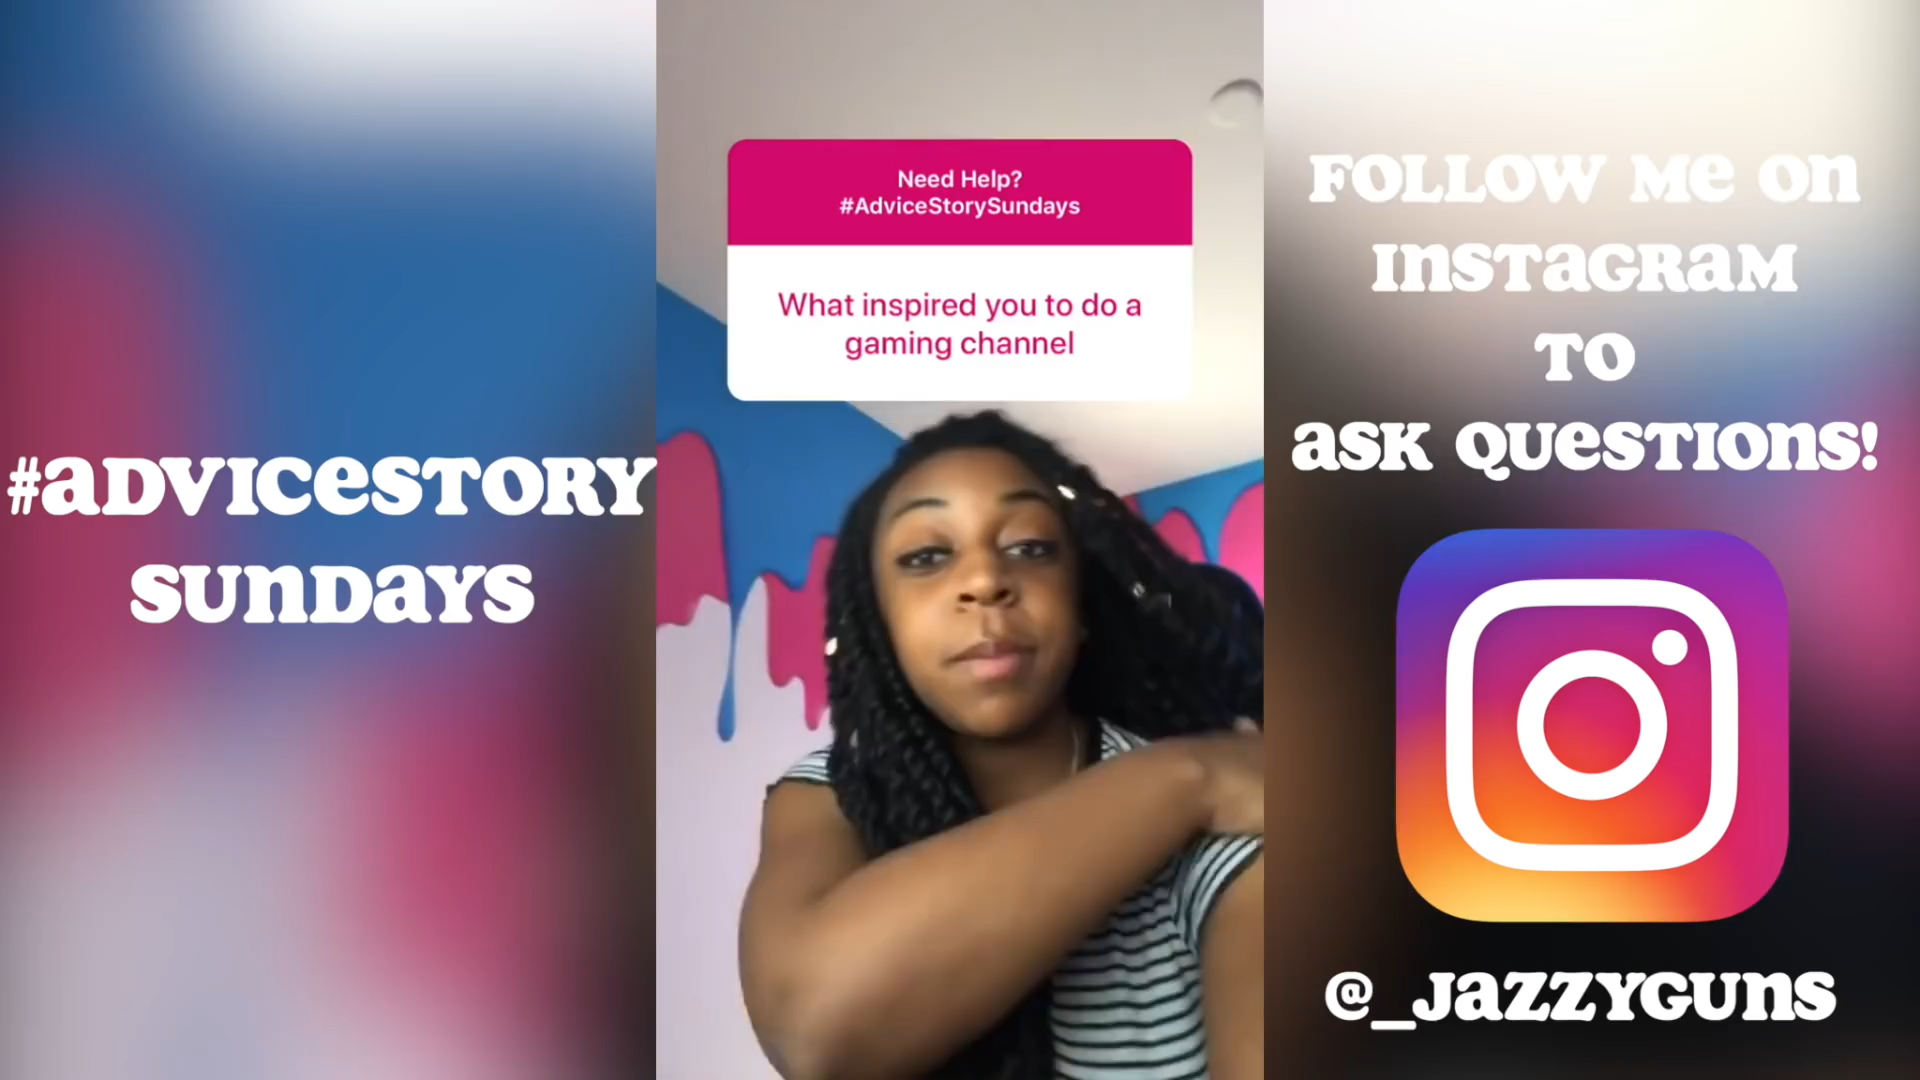 #aDVICeSTORY
SUnDaYS
Need Help?
#AdviceStorySundays
What inspired you to do a
gaming channel
FOLLOW Me On
InSTaGRaM
TO
aSK QUeSTIOnS!
@_JaZZYGUnS